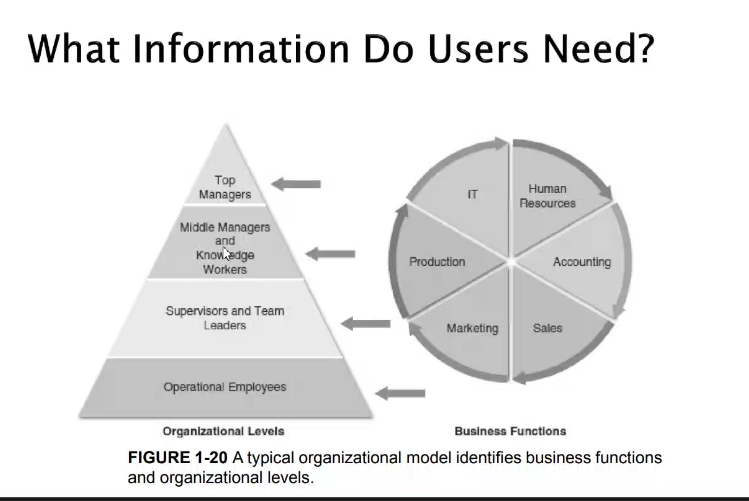 What Information Do Users Need?
Top
Managers
Middle Managers
and
Knowledge
Workers
Supervisors and Team
Leaders
Operational Employees
Organizational Levels
IT
Human
Resources
Production
Accounting
Marketing
Sales
Business Functions
FIGURE 1-20 A typical organizational model identifies business functions
and organizational levels.